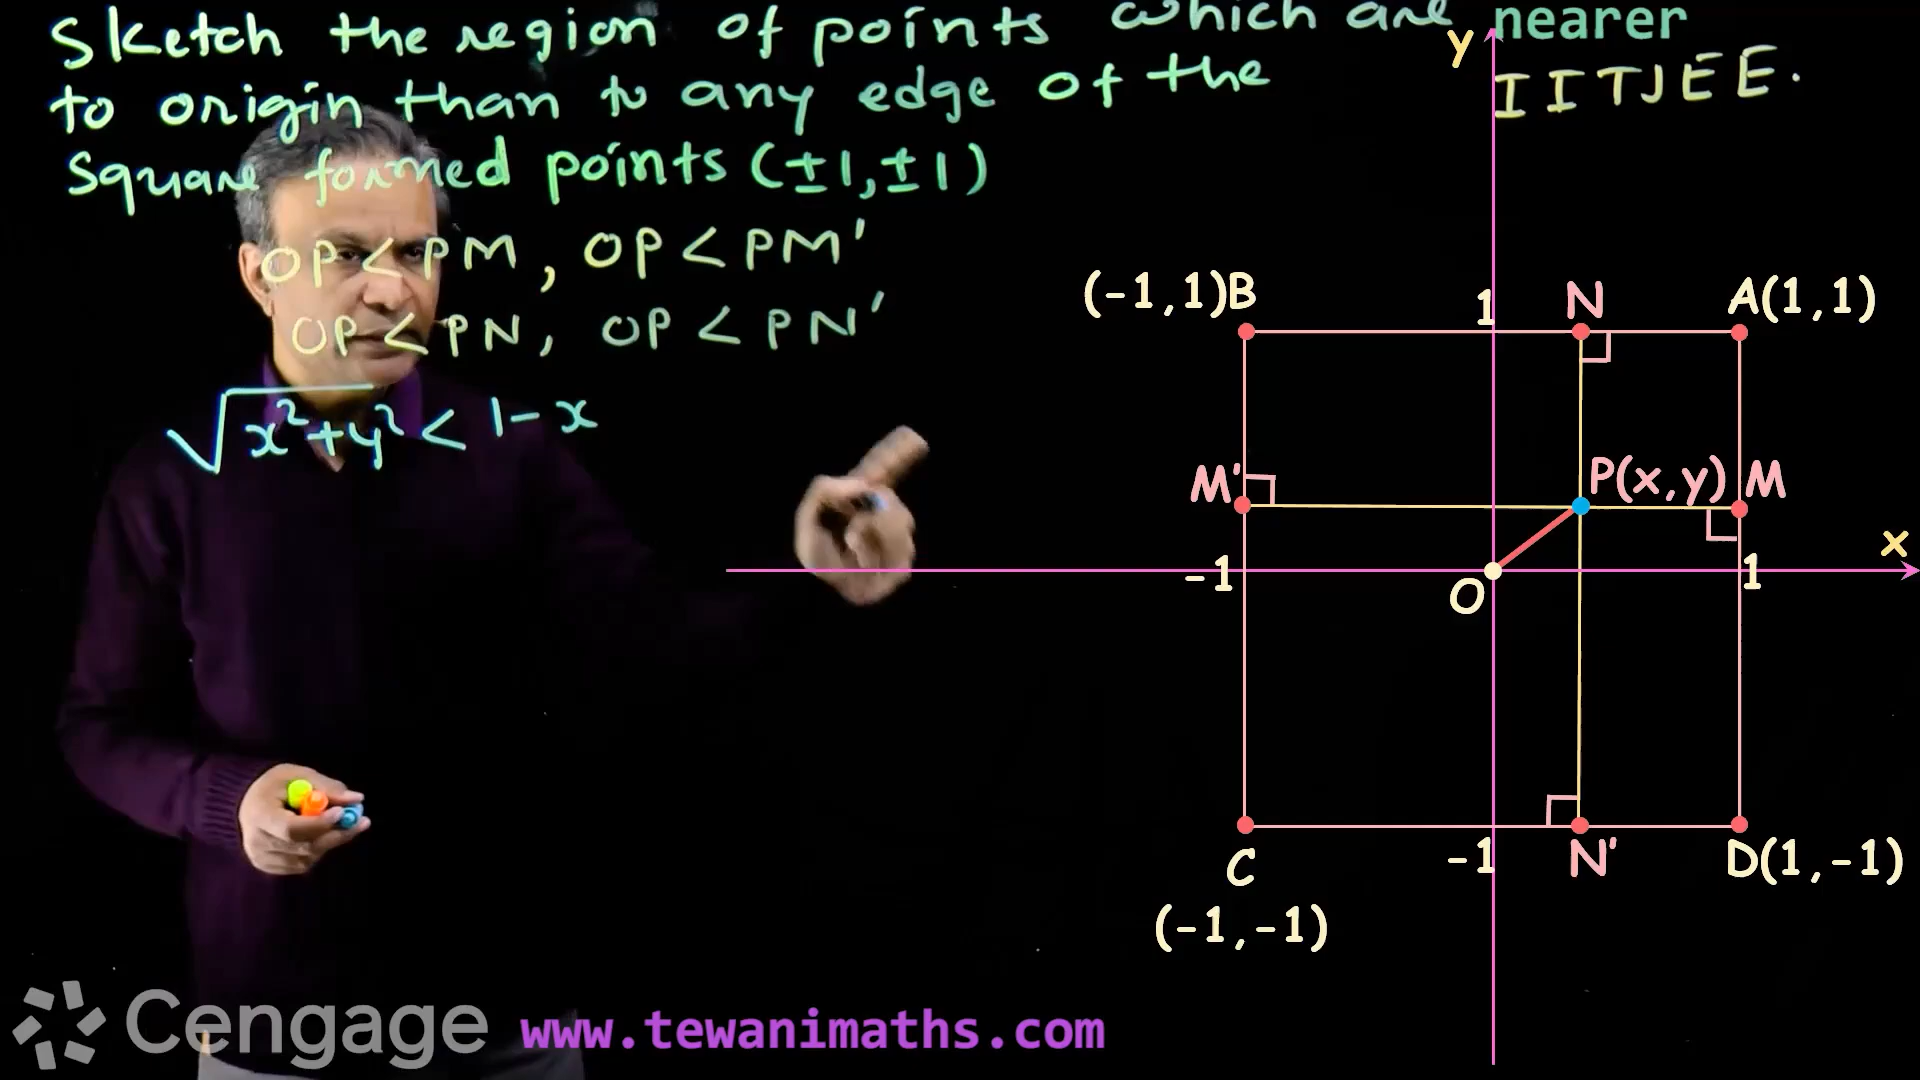 Sketch the region of points which are nearer
to origin than to any edge of the
IITJEE.
Square formed points (±1,±1)
OP < PM, OP < PM'
OP < PN, OP < PN'
√x²+y² < 1-x
y
(-1,1)B
1
N
A(1,1)
M'
P(x,y)
M
x
-1
O
1
C
-1
N'
D(1,-1)
(-1,-1)
Cengage
www.tewanimaths.com